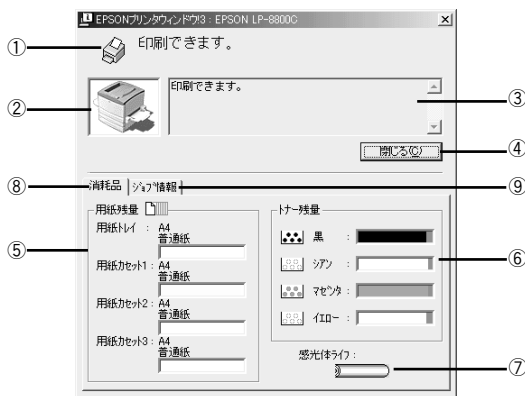 EPSONプリンタウィンドウ!3 : EPSON LP-8800C
① 印刷できます。
② 印刷できます。 ③
閉じる(C) ④
⑧ 消耗品 ジョブ情報 ⑨
用紙残量
トナー残量
⑤
用紙トレイ : A4
普通紙
用紙カセット1 : A4
普通紙
用紙カセット2 : A4
普通紙
用紙カセット3 : A4
普通紙
黒 :
シアン :
⑥
マゼンタ :
イエロー :
感光体ライフ :
⑦